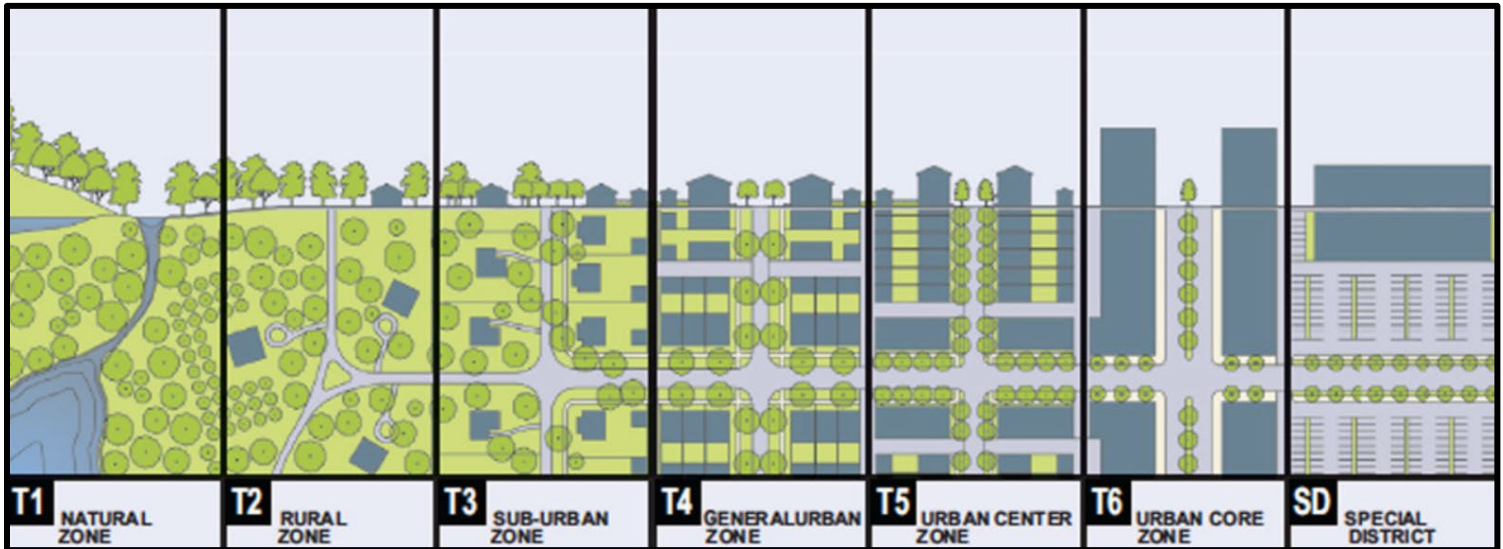 T1 NATURAL
ZONE
T2 RURAL
ZONE
T3 SUB-URBAN
ZONE
T4 GENERALURBAN
ZONE
T5 URBAN CENTER
ZONE
T6 URBAN CORE
ZONE
SD SPECIAL
DISTRICT